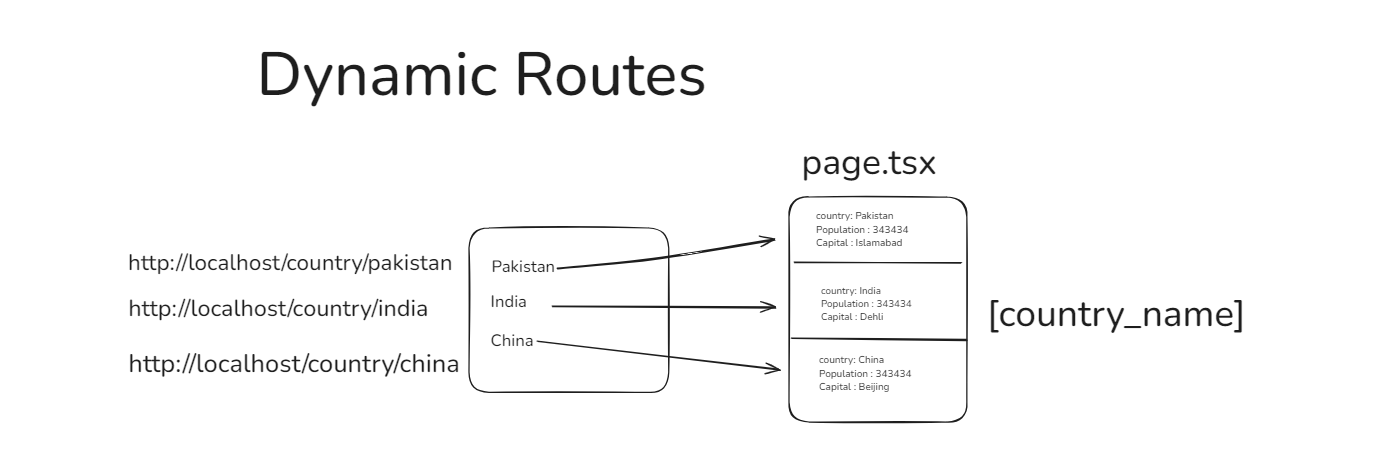 Dynamic Routes
page.tsx
http://localhost/country/pakistan
http://localhost/country/india
http://localhost/country/china
Pakistan
India
China
country: Pakistan
Population : 343434
Capital : Islamabad
country: India
Population : 343434
Capital : Dehli
country: China
Population : 343434
Capital : Beijing
[country_name]